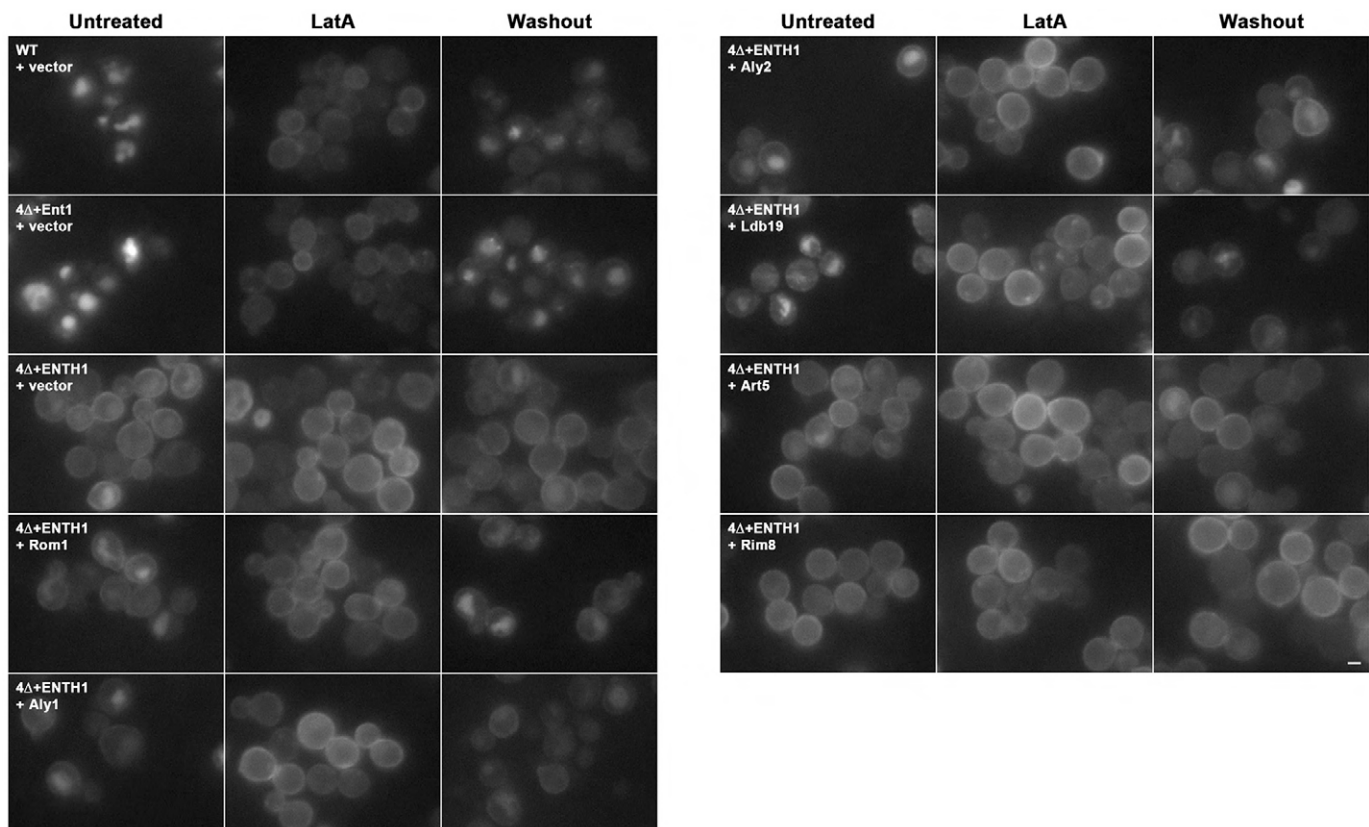 Untreated LatA Washout
WT
+ vector
4Δ+Ent1
+ vector
4Δ+ENTH1
+ vector
4Δ+ENTH1
+ Rom1
4Δ+ENTH1
+ Aly1
Untreated LatA Washout
4Δ+ENTH1
+ Aly2
4Δ+ENTH1
+ Ldb19
4Δ+ENTH1
+ Art5
4Δ+ENTH1
+ Rim8